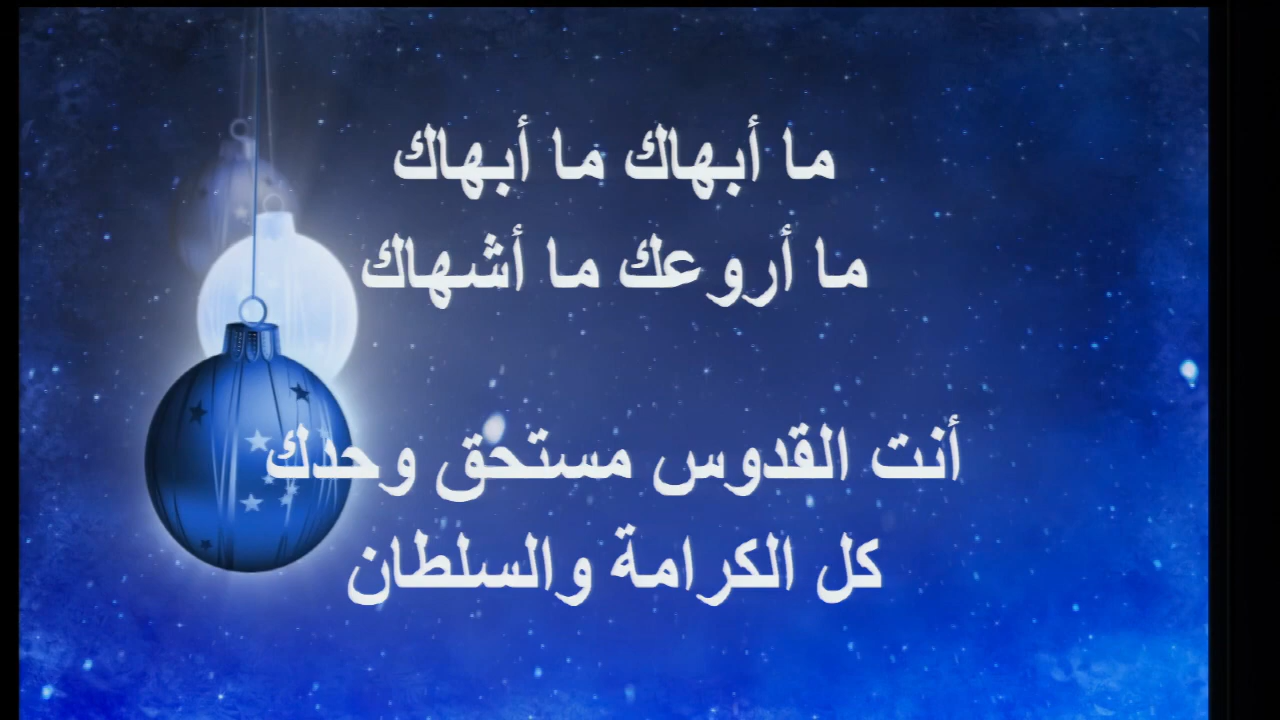 ما أبهاك ما أبهاك
ما أروعك ما أشهاك
أنت القدوس مستحق وحدك
كل الكرامة والسلطان